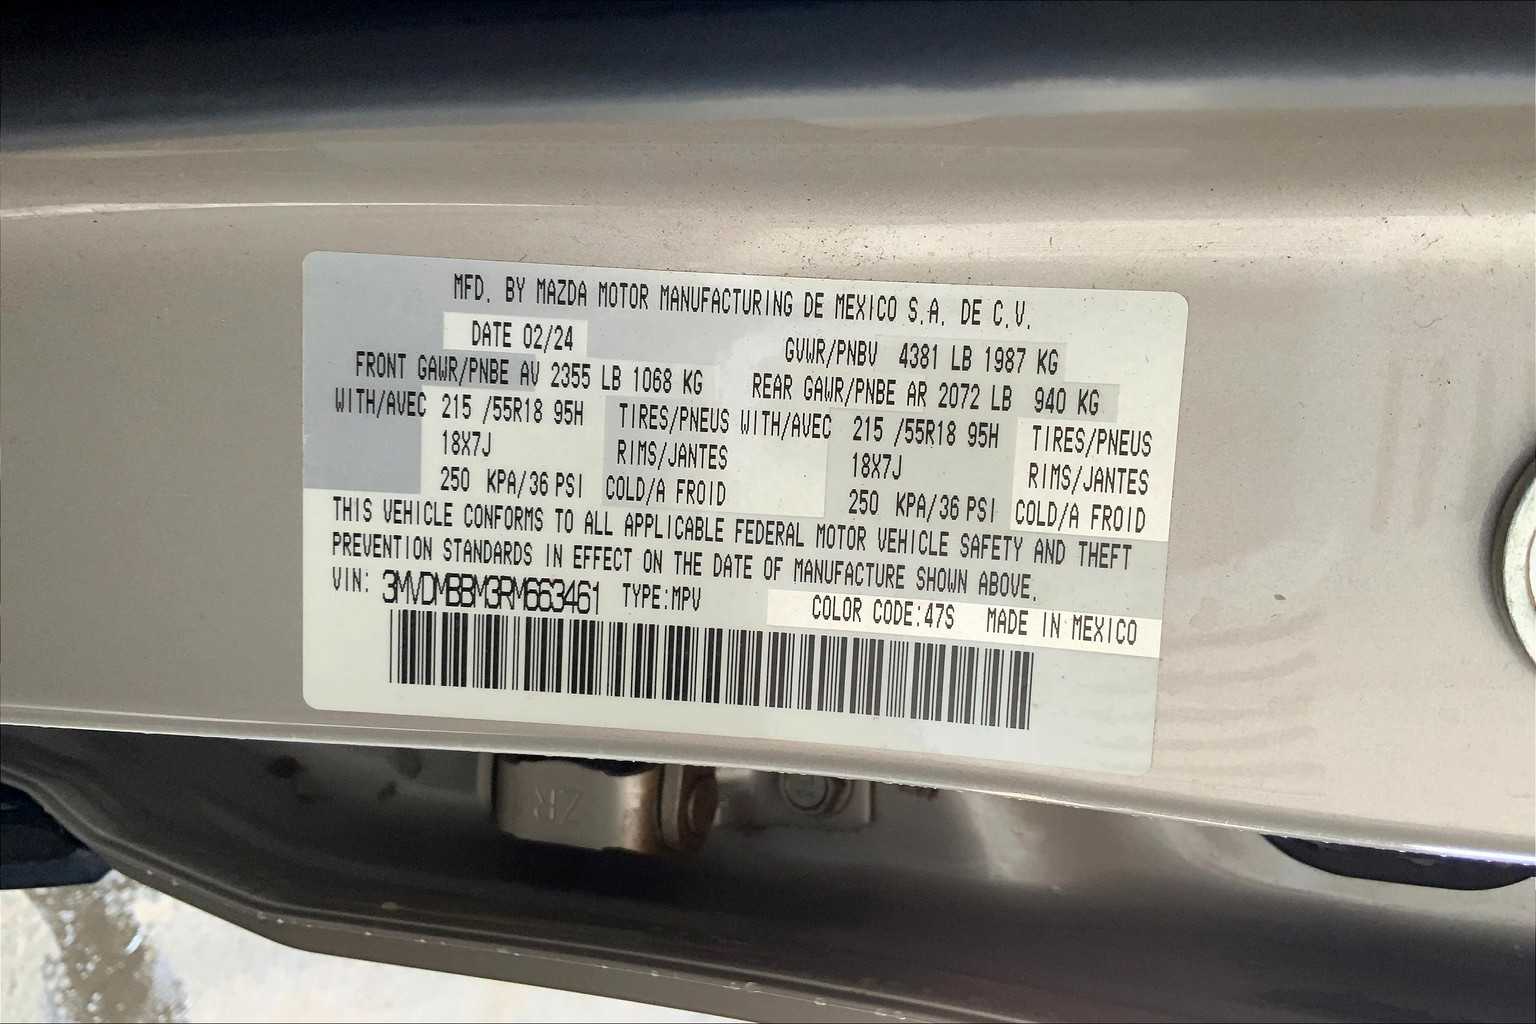 MFD. BY MAZDA MOTOR MANUFACTURING DE MEXICO S.A. DE C.V.
DATE 02/24 GVWR/PNBV 4381 LB 1987 KG
FRONT GAWR/PNBE AV 2355 LB 1068 KG REAR GAWR/PNBE AR 2072 LB 940 KG
WITH/AVEC 215 /55R18 95H TIRES/PNEUS WITH/AVEC 215 /55R18 95H TIRES/PNEUS
18X7J RIMS/JANTES 18X7J RIMS/JANTES
250 KPA/36 PSI COLD/A FROID 250 KPA/36 PSI COLD/A FROID
THIS VEHICLE CONFORMS TO ALL APPLICABLE FEDERAL MOTOR VEHICLE SAFETY AND THEFT
PREVENTION STANDARDS IN EFFECT ON THE DATE OF MANUFACTURE SHOWN ABOVE.
VIN: 3MVDMBBM3RM663461 TYPE:MPV COLOR CODE:47S MADE IN MEXICO